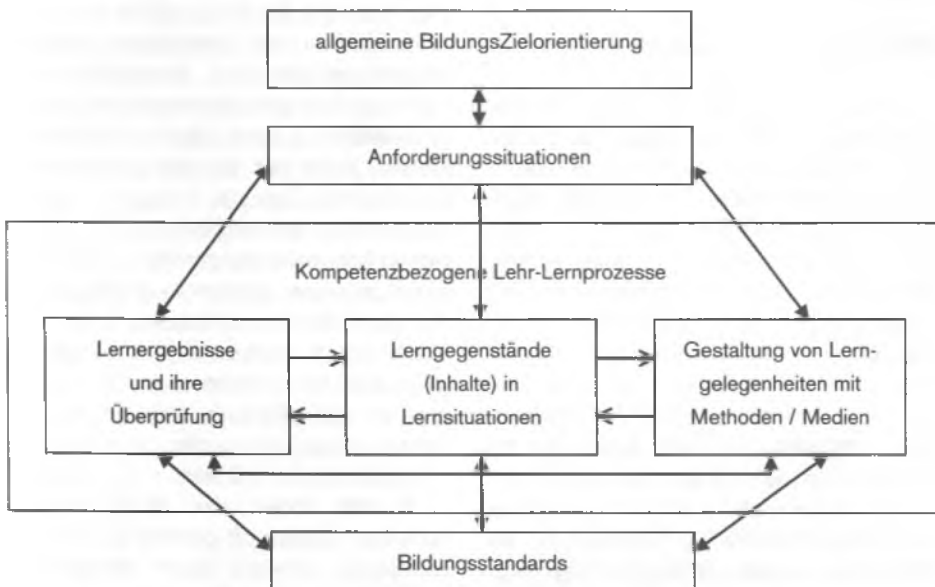 allgemeine BildungsZielorientierung
Anforderungssituationen
Kompetenzbezogene Lehr-Lernprozesse
Lernergebnisse
und ihre
Überprüfung
Lerngegenstände
(Inhalte) in
Lernsituationen
Gestaltung von Lern-
gelegenheiten mit
Methoden / Medien
Bildungsstandards